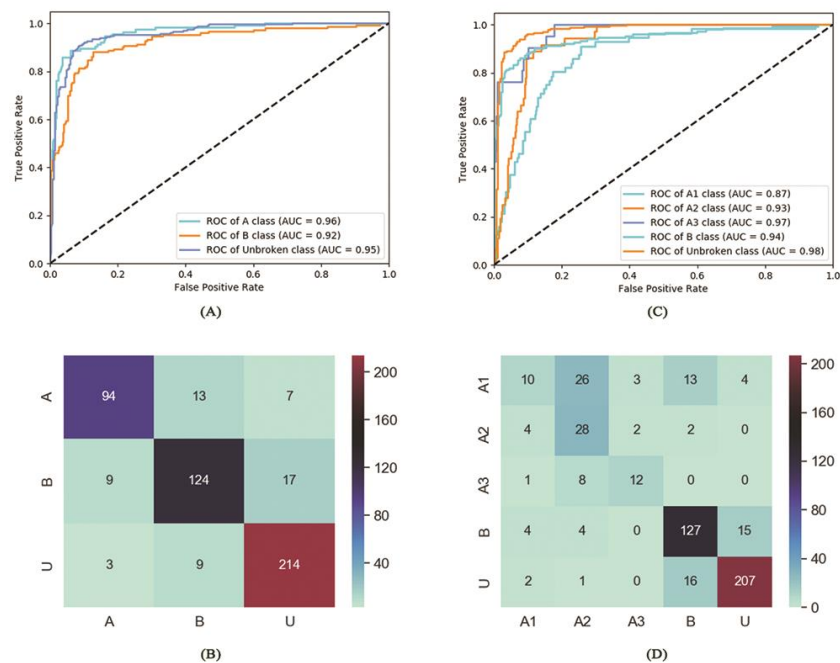 1.0
0.8
0.6
0.4
0.2
0.0
True Positive Rate
0.0 0.2 0.4 0.6 0.8 1.0
False Positive Rate
ROC of A class (AUC = 0.96)
ROC of B class (AUC = 0.92)
ROC of Unbroken class (AUC = 0.95)
(A)
1.0
0.8
0.6
0.4
0.2
0.0
True Positive Rate
0.0 0.2 0.4 0.6 0.8 1.0
False Positive Rate
ROC of A1 class (AUC = 0.87)
ROC of A2 class (AUC = 0.93)
ROC of A3 class (AUC = 0.97)
ROC of B class (AUC = 0.94)
ROC of Unbroken class (AUC = 0.98)
(C)
A 94 13 7
B 9 124 17
U 3 9 214
A B U
200
160
120
80
40
(B)
A1 10 26 3 13 4
A2 4 28 2 2 0
A3 1 8 12 0 0
B 4 4 0 127 15
U 2 1 0 16 207
A1 A2 A3 B U
200
160
120
80
40
0
(D)